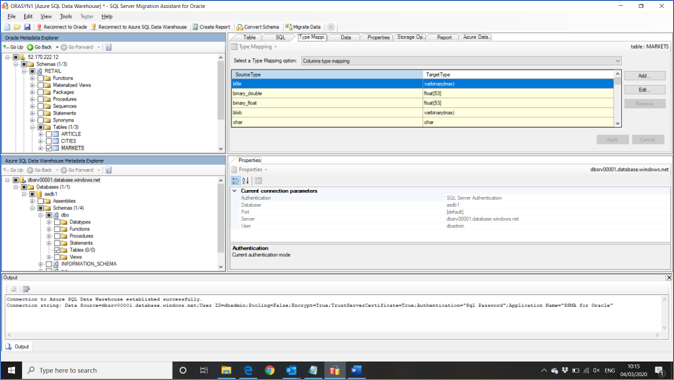 ORASYN1 [Azure SQL Data Warehouse] * - SQL Server Migration Assistant for Oracle
File Edit View Tools Tester Help
Reconnect to Oracle Reconnect to Azure SQL Data Warehouse Create Report Convert Schema Migrate Data
Oracle Metadata Explorer
Go Up Go Back Go Forward
52.170.222.12
Schemas (1/3)
RETAIL
Functions
Materialized Views
Packages
Procedures
Sequences
Statements
Synonyms
Tables (1/3)
ARTICLE
CITIES
MARKETS
Table SQL Type Mappi... Data Properties Storage Op... Report Azure Data...
Type Mapping table : MARKETS
Select a Type Mapping option: Columns type mapping
SourceType TargetType
bfile varbinary(max)
binary_double float[53]
binary_float float[53]
blob varbinary(max)
char char
Add...
Edit...
Remove
Apply Cancel
Azure SQL Data Warehouse Metadata Explorer
Go Up Go Back Go Forward
dbsrv00001.database.windows.net
Databases (1/1)
asdb1
Assemblies
Schemas (1/4)
dbo
Datatypes
Functions
Procedures
Statements
Tables (0/0)
Views
INFORMATION_SCHEMA
Properties
Properties dbsrv00001.database.windows.net
Current connection parameters
Authentication SQL Server Authentication
Database asdb1
Port [default]
Server dbsrv00001.database.windows.net
User dbadmin
Authentication
Current authentication mode
Output
Connection to Azure SQL Data Warehouse established successfully.
Connection string: Data Source=dbsrv00001.database.windows.net;User ID=dbadmin;Pooling=False;Encrypt=True;TrustServerCertificate=True;Authentication="Sql Password";Application Name="SSMA for Oracle"
Output
Type here to search
ENG
10:15
04/03/2020